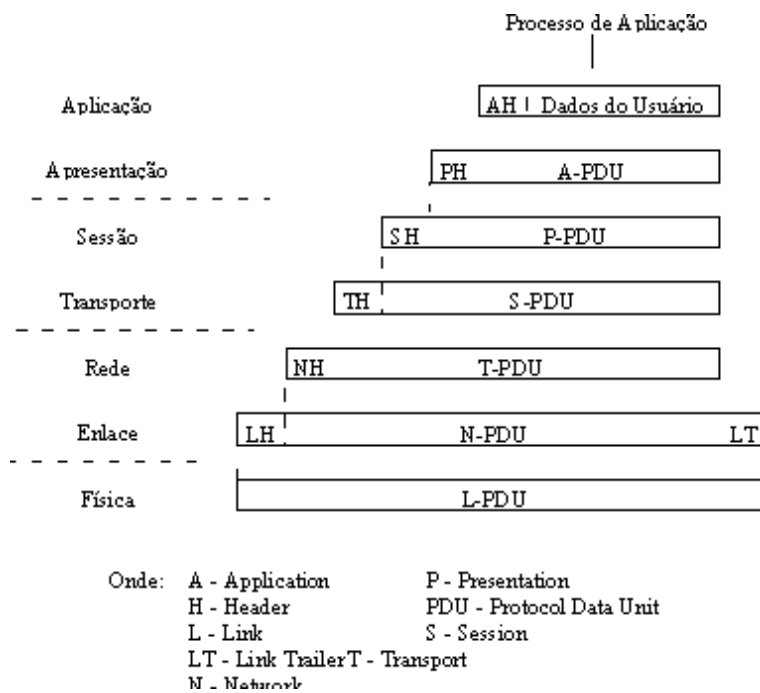 Processo de Aplicação
Aplicação AH Dados do Usuário
Apresentação PH A-PDU
Sessão SH P-PDU
Transporte TH S-PDU
Rede NH T-PDU
Enlace LH N-PDU LT
Física L-PDU
Onde: A - Application P - Presentation
H - Header PDU - Protocol Data Unit
L - Link S - Session
LT - Link Trailer T - Transport
N - Network